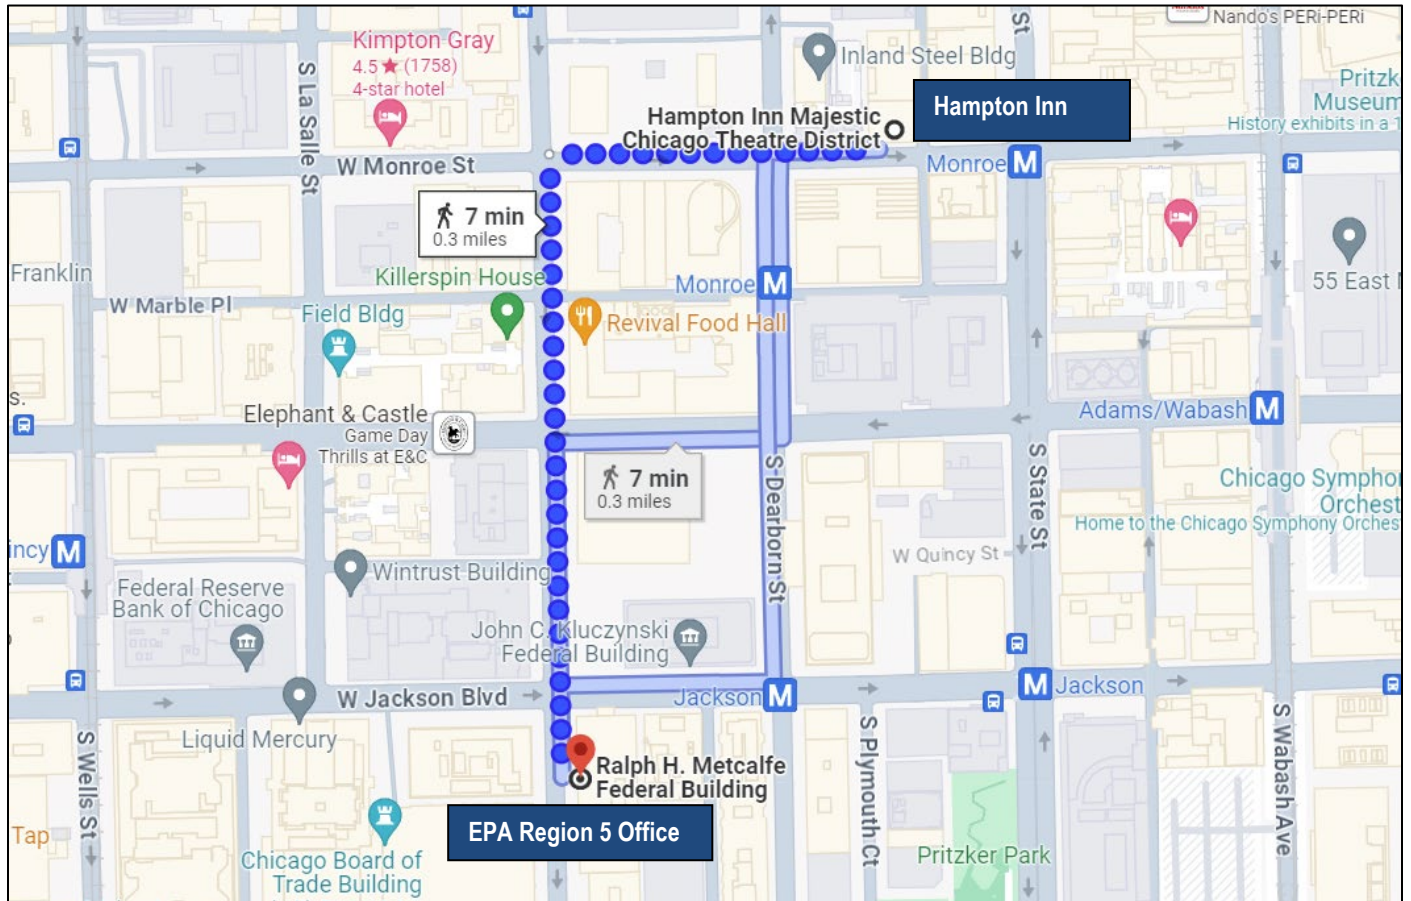 Nando's PERi-PERi
St
Kimpton Gray
4.5 ★ (1758)
4-star hotel
Inland Steel Bldg
Hampton Inn
Pritzk
Museum
History exhibits in a 1
S La Salle St
Hampton Inn Majestic
Chicago Theatre District
W Monroe St
Monroe M
7 min
0.3 miles
Franklin
Killerspin House
Monroe M
55 East
W Marble Pl
Field Bldg
Revival Food Hall
s.
Elephant & Castle
Game Day
Thrills at E&C
Adams/Wabash M
7 min
0.3 miles
S Dearborn St
S State St
Chicago Sympho
Orchest
Home to the Chicago Symphony Orches
W Quincy St
incy M
Wintrust Building
Federal Reserve
Bank of Chicago
John C. Kluczynski
Federal Building
W Jackson Blvd
Jackson M
M Jackson
Liquid Mercury
S Wells St
S Plymouth Ct
S Wabash Ave
Ralph H. Metcalfe
Federal Building
EPA Region 5 Office
Tap
Chicago Board of
Trade Building
Pritzker Park